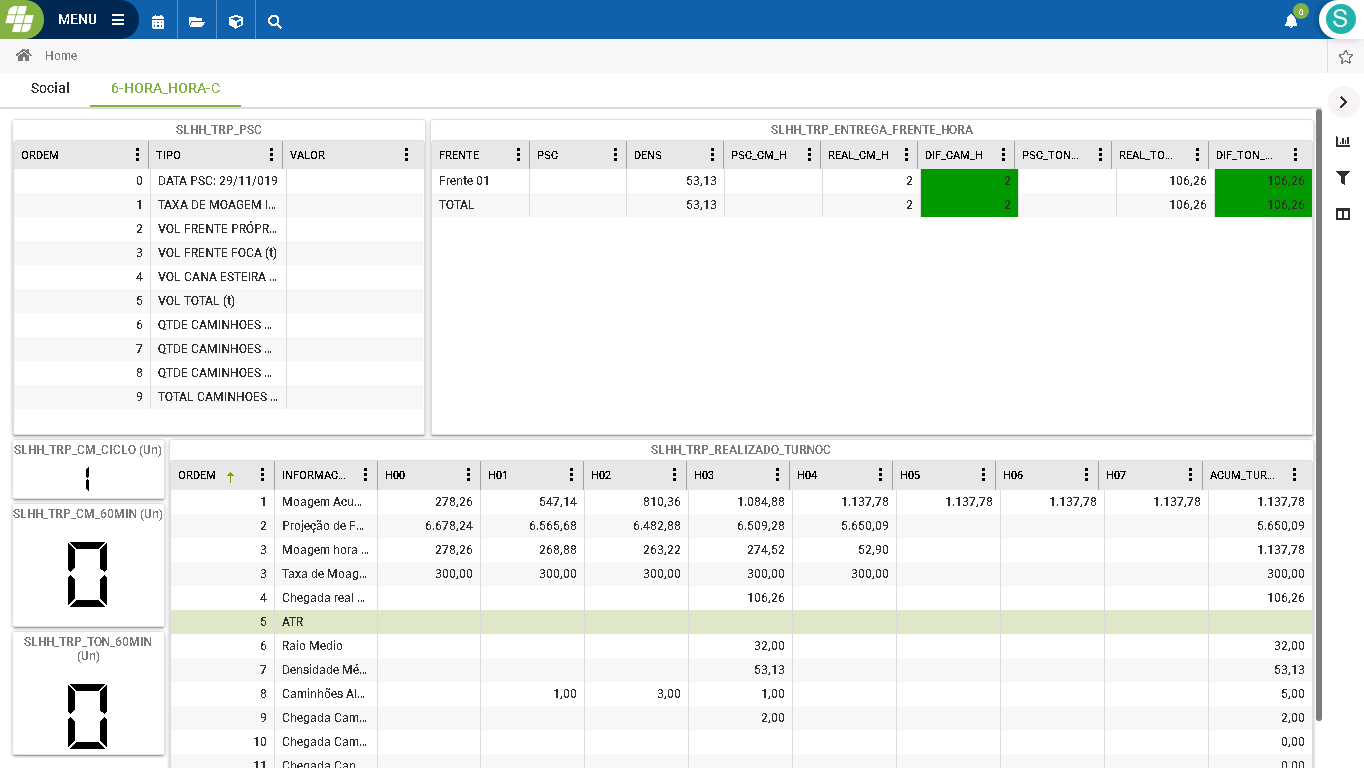 MENU
0
S
Home
Social 6-HORA_HORA-C
SLHH_TRP_PSC
ORDEM TIPO VALOR
0 DATA PSC: 29/11/019
1 TAXA DE MOAGEM I...
2 VOL FRENTE PRÓPR...
3 VOL FRENTE FOCA (t)
4 VOL CANA ESTEIRA ...
5 VOL TOTAL (t)
6 QTDE CAMINHOES ...
7 QTDE CAMINHOES ...
8 QTDE CAMINHOES ...
9 TOTAL CAMINHOES ...
SLHH_TRP_ENTREGA_FRENTE_HORA
FRENTE PSC DENS PSC_CM_H REAL_CM_H DIF_CAM_H PSC_TON... REAL_TO... DIF_TON_...
Frente 01 53,13 2 2 106,26 106,26
TOTAL 53,13 2 2 106,26 106,26
SLHH_TRP_CM_CICLO (Un)
1
SLHH_TRP_CM_60MIN (Un)
0
SLHH_TRP_TON_60MIN
(Un)
0
SLHH_TRP_REALIZADO_TURNOC
ORDEM INFORMAC... H00 H01 H02 H03 H04 H05 H06 H07 ACUM_TUR...
1 Moagem Acu... 278,26 547,14 810,36 1.084,88 1.137,78 1.137,78 1.137,78 1.137,78 1.137,78
2 Projeção de F... 6.678,24 6.565,68 6.482,88 6.509,28 5.650,09 5.650,09
3 Moagem hora ... 278,26 268,88 263,22 274,52 52,90 1.137,78
3 Taxa de Moag... 300,00 300,00 300,00 300,00 300,00 300,00
4 Chegada real ... 106,26 106,26
5 ATR
6 Raio Medio 32,00 32,00
7 Densidade Mé... 53,13 53,13
8 Caminhões Al... 1,00 3,00 1,00 5,00
9 Chegada Cam... 2,00 2,00
10 Chegada Cam... 0,00
11 Chegada Can... 0,00